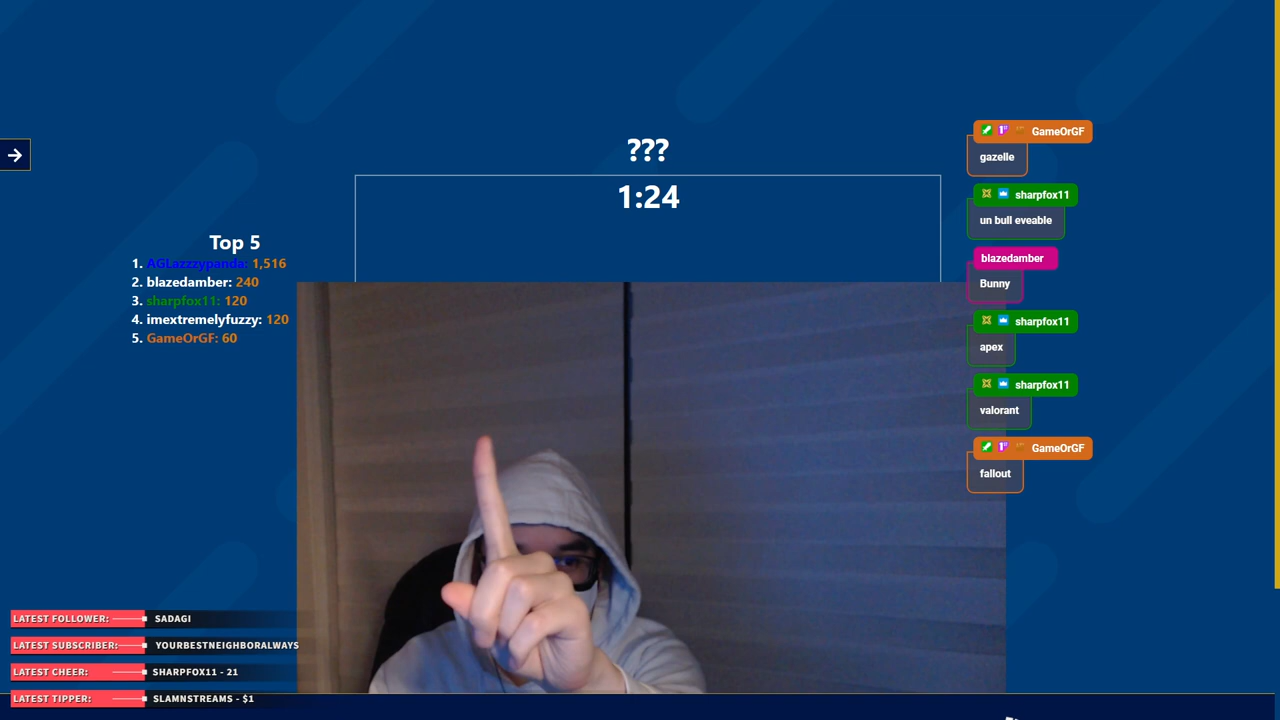 ???
1:24
Top 5
1. AGLazzzypanda: 1,516
2. blazedamber: 240
3. sharpfox11: 120
4. imextremelyfuzzy: 120
5. GameOrGF: 60
GameOrGF
gazelle
sharpfox11
un bull eveable
blazedamber
Bunny
sharpfox11
apex
sharpfox11
valorant
GameOrGF
fallout
LATEST FOLLOWER: SADAGI
LATEST SUBSCRIBER: YOURBESTNEIGHBORALWAYS
LATEST CHEER: SHARPFOX11 - 21
LATEST TIPPER: SLAMNSTREAMS - $1